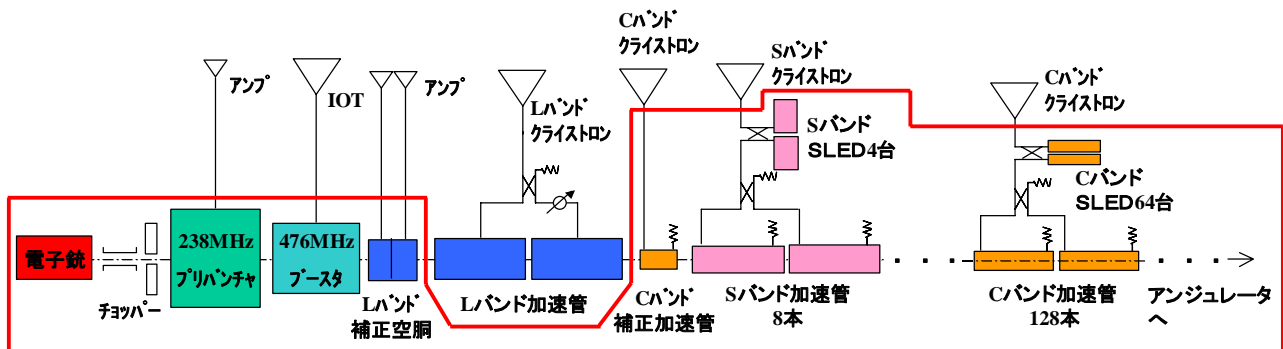 Cバンド
クライストロン
Sバンド
クライストロン
Cバンド
クライストロン
アンプ
IOT
アンプ
Lバンド
クライストロン
Sバンド
SLED4台
Cバンド
SLED64台
電子銃
238MHz
プリバンチャ
476MHz
ブースタ
チョッパー
Lバンド
補正空胴
Lバンド加速管
Cバンド
補正加速管
Sバンド加速管
8本
Cバンド加速管
128本
アンジュレータ
へ